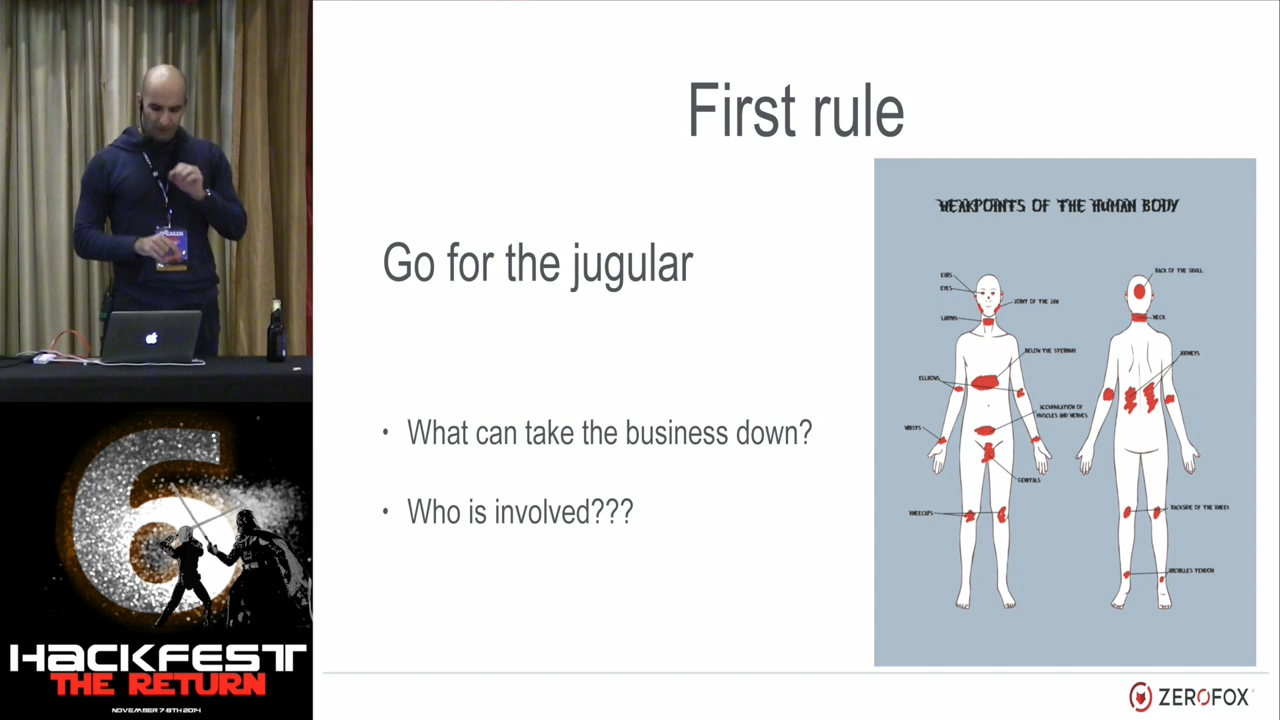 First rule
Go for the jugular
• What can take the business down?
• Who is involved???
WEAKPOINTS OF THE HUMAN BODY
EARS
EYES
JOINT OF THE JAW
LARYNX
BELOW THE STERNUM
ELLBOWS
ACCUMULATION OF
MUSCLES AND NERVES
WRISTS
GENITALS
KNEECAPS
BACK OF THE SKULL
NECK
KIDNEYS
BACKSIDE OF THE KNEES
ACHILLES TENDON
6
HACKFEST
THE RETURN
NOVEMBER 7-8TH 2014
ZEROFOX